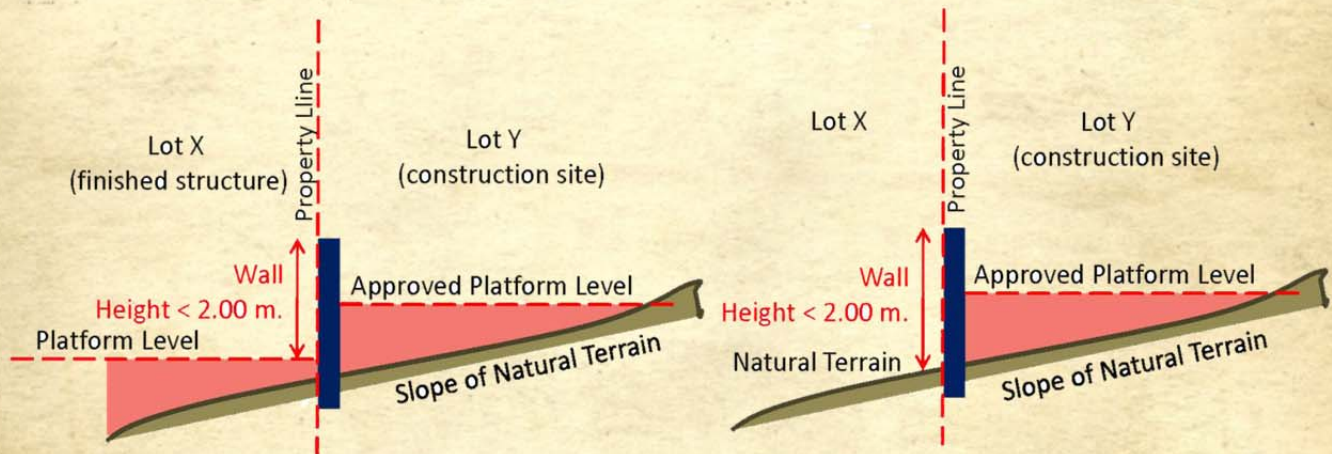 Lot X
(finished structure)
Property Lline
Lot Y
(construction site)
Wall
Height < 2.00 m.
Approved Platform Level
Platform Level
Slope of Natural Terrain
Lot X
Property Line
Lot Y
(construction site)
Wall
Height < 2.00 m.
Approved Platform Level
Natural Terrain
Slope of Natural Terrain